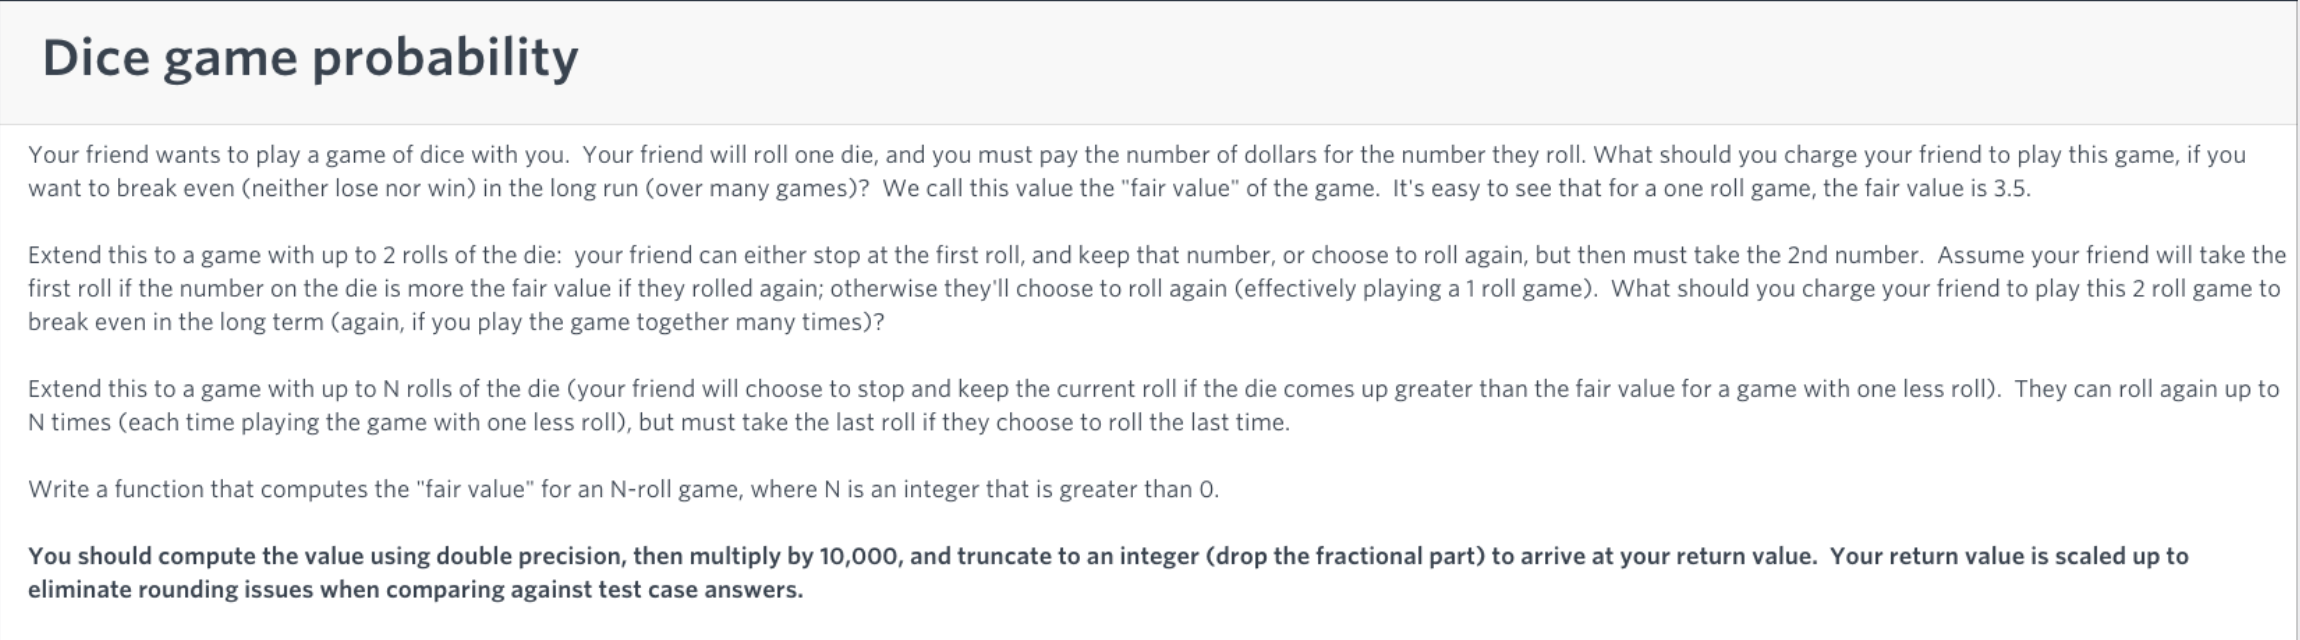 Dice game probability
Your friend wants to play a game of dice with you.  Your friend will roll one die, and you must pay the number of dollars for the number they roll. What should you charge your friend to play this game, if you
want to break even (neither lose nor win) in the long run (over many games)?  We call this value the "fair value" of the game.  It's easy to see that for a one roll game, the fair value is 3.5.
Extend this to a game with up to 2 rolls of the die:  your friend can either stop at the first roll, and keep that number, or choose to roll again, but then must take the 2nd number.  Assume your friend will take the
first roll if the number on the die is more the fair value if they rolled again; otherwise they'll choose to roll again (effectively playing a 1 roll game).  What should you charge your friend to play this 2 roll game to
break even in the long term (again, if you play the game together many times)?
Extend this to a game with up to N rolls of the die (your friend will choose to stop and keep the current roll if the die comes up greater than the fair value for a game with one less roll).  They can roll again up to
N times (each time playing the game with one less roll), but must take the last roll if they choose to roll the last time.
Write a function that computes the "fair value" for an N-roll game, where N is an integer that is greater than 0.
You should compute the value using double precision, then multiply by 10,000, and truncate to an integer (drop the fractional part) to arrive at your return value.  Your return value is scaled up to
eliminate rounding issues when comparing against test case answers.